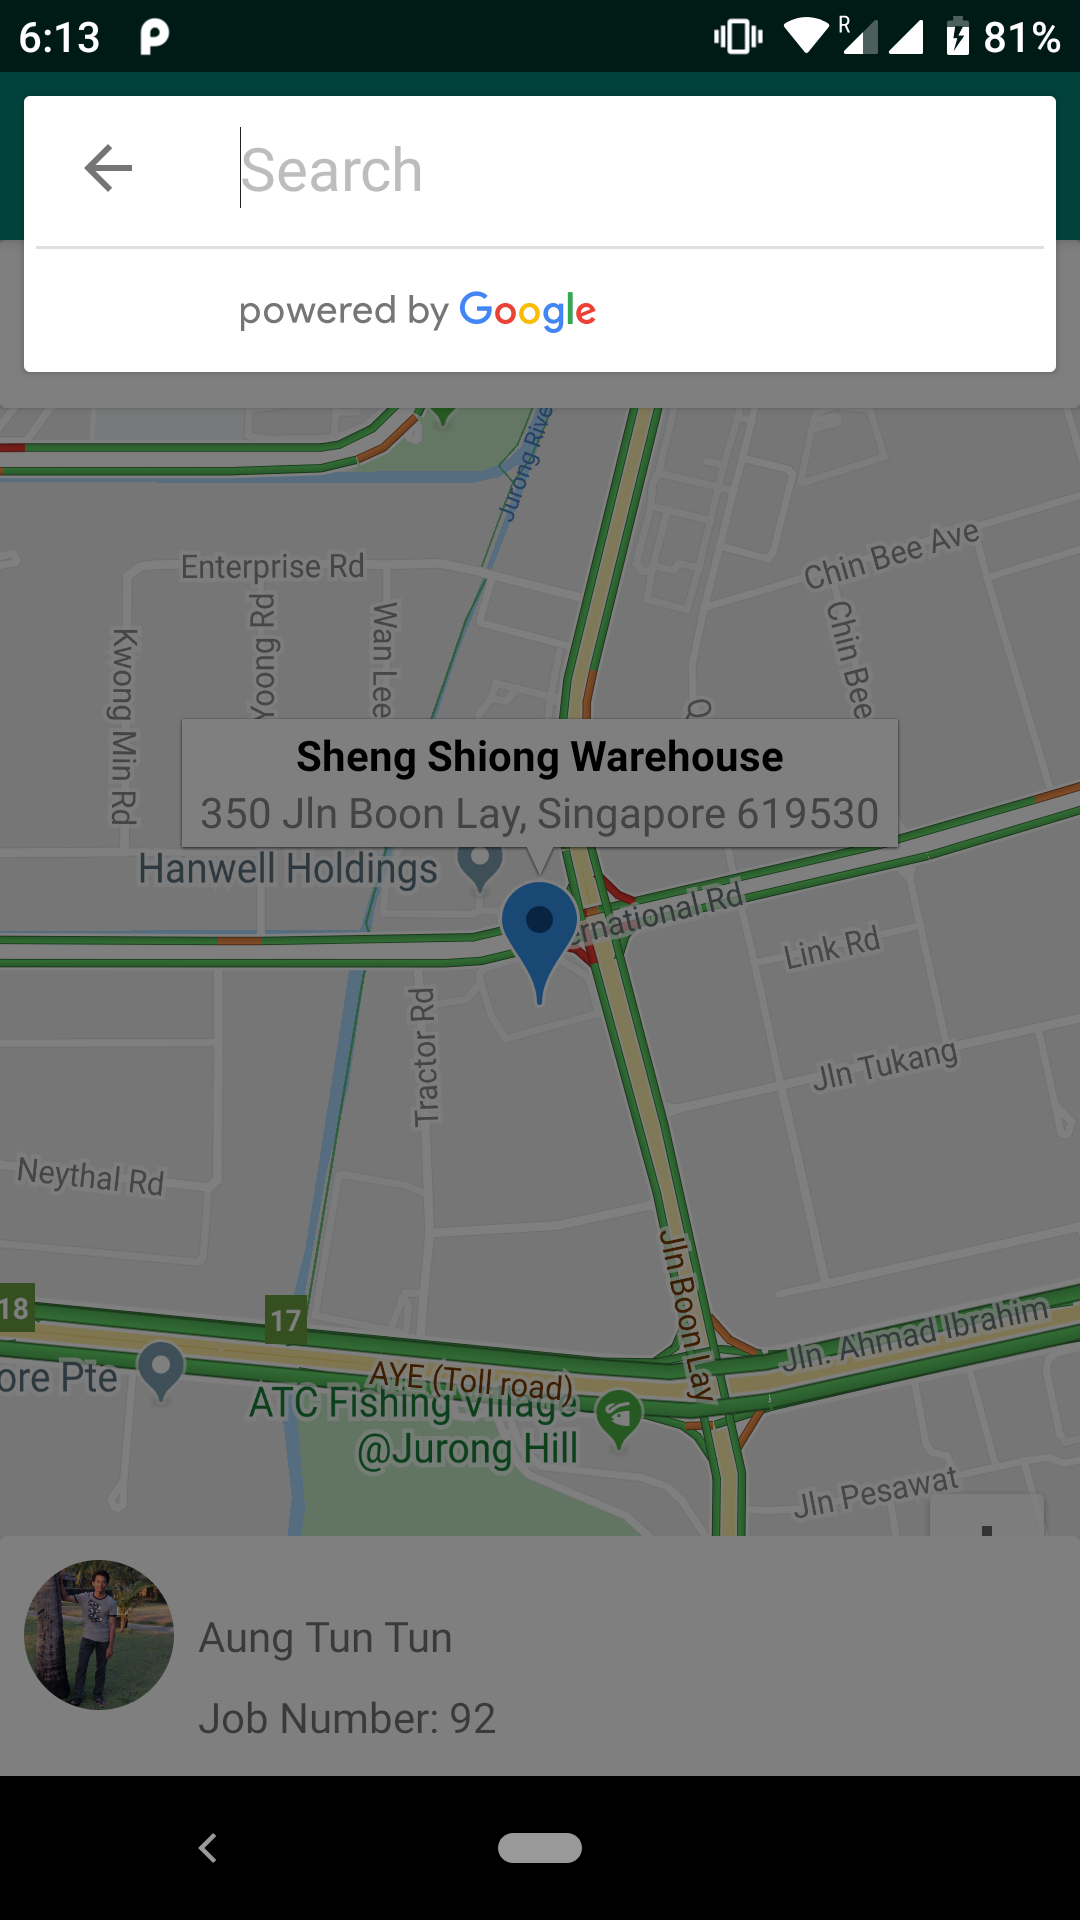 6:13
R
81%
Search
powered by Google
Jurong Rive
Enterprise Rd
Chin Bee Ave
Kwong Min Rd
Yoong Rd
Wan Lee
Chin Bee
Q
Sheng Shiong Warehouse
350 Jln Boon Lay, Singapore 619530
Hanwell Holdings
ernational Rd
Link Rd
Tractor Rd
Jln Tukang
Neythal Rd
Jln Boon Lay
18
17
Jln. Ahmad Ibrahim
ore Pte
AYE (Toll road)
ATC Fishing Village
@Jurong Hill
Jln Pesawat
Aung Tun Tun
Job Number: 92